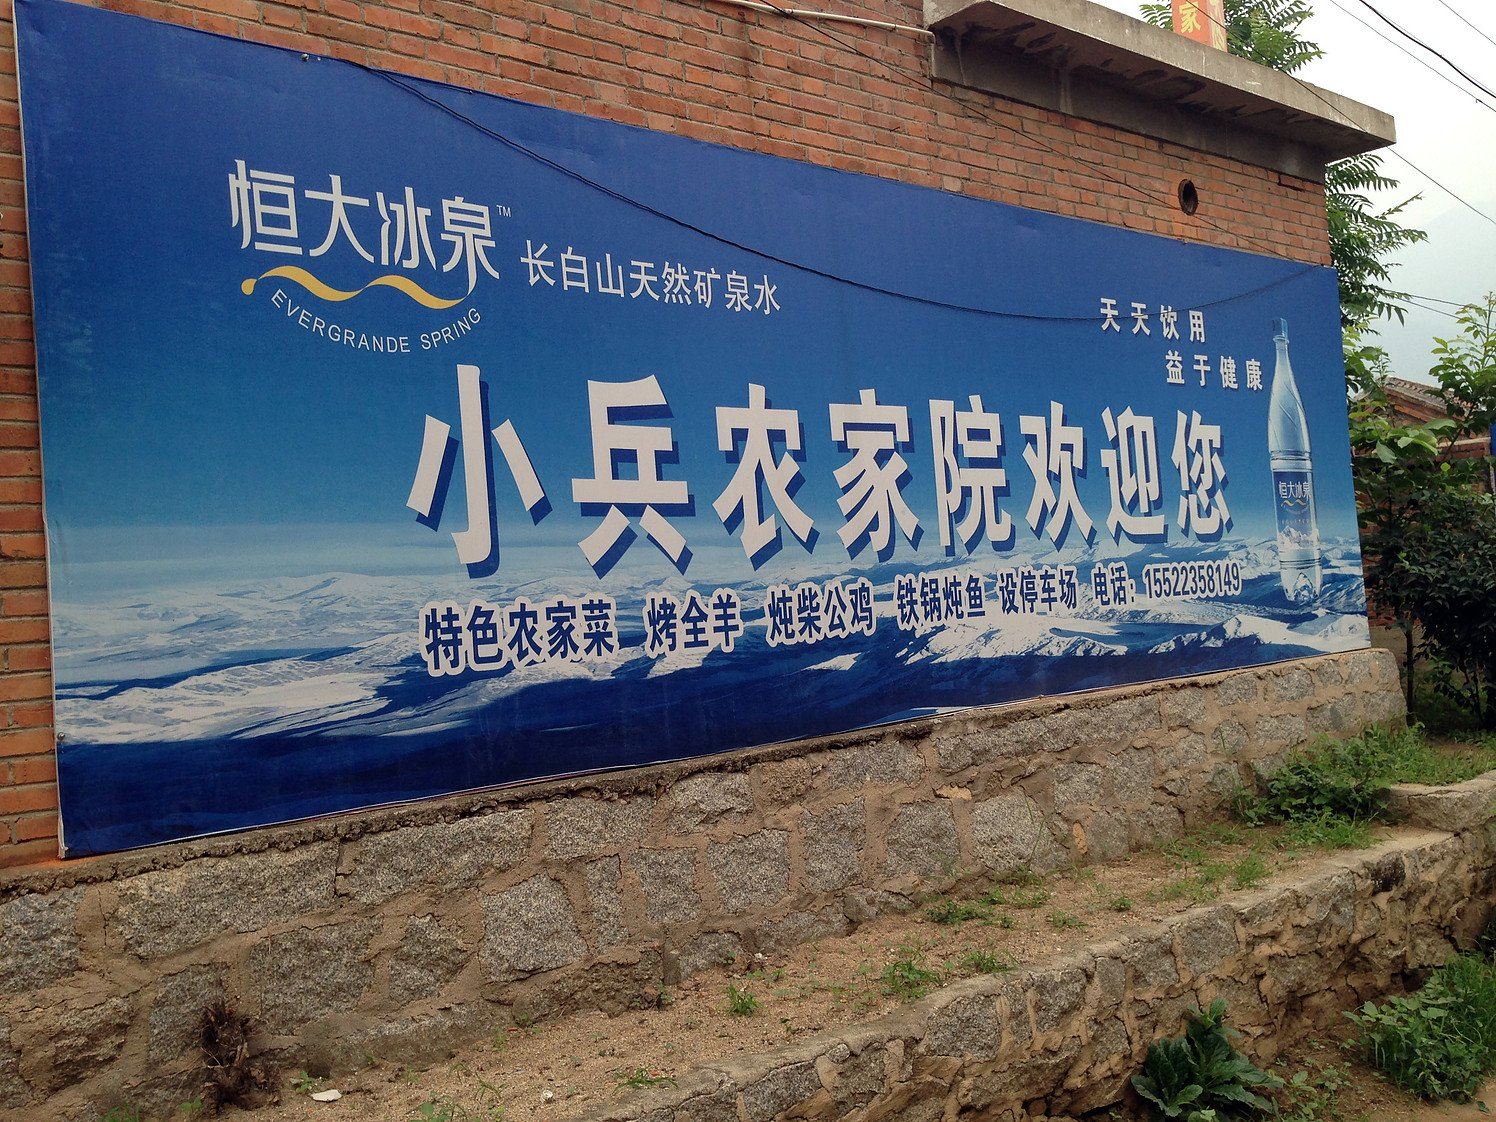 恒大冰泉™
EVERGRANDE SPRING
长白山天然矿泉水
天天饮用
益于健康
恒大冰泉
小兵农家院欢迎您
特色农家菜 烤全羊 炖柴公鸡 铁锅炖鱼 设停车场 电话：15522358149
家